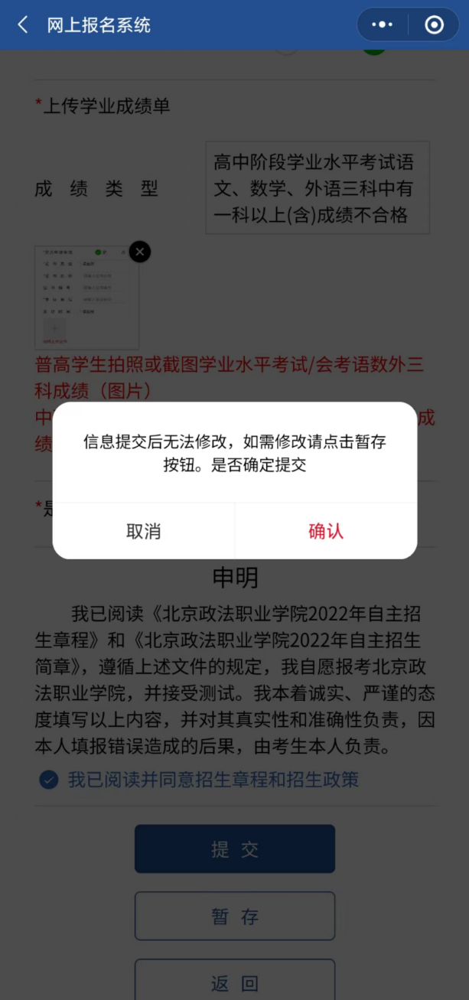 网上报名系统
*上传学业成绩单
成 绩 类 型
高中阶段学业水平考试语
文、数学、外语三科中有
一科以上(含)成绩不合格
普高学生拍照或截图学业水平考试/会考语数外三
科成绩（图片）
中
成
绩
信息提交后无法修改，如需修改请点击暂存
按钮。是否确定提交
*是
取消
确认
申明
我已阅读《北京政法职业学院2022年自主招
生章程》和《北京政法职业学院2022年自主招生
简章》，遵循上述文件的规定，我自愿报考北京政
法职业学院，并接受测试。我本着诚实、严谨的态
度填写以上内容，并对其真实性和准确性负责，因
本人填报错误造成的后果，由考生本人负责。
我已阅读并同意招生章程和招生政策
提 交
暂 存
返 回